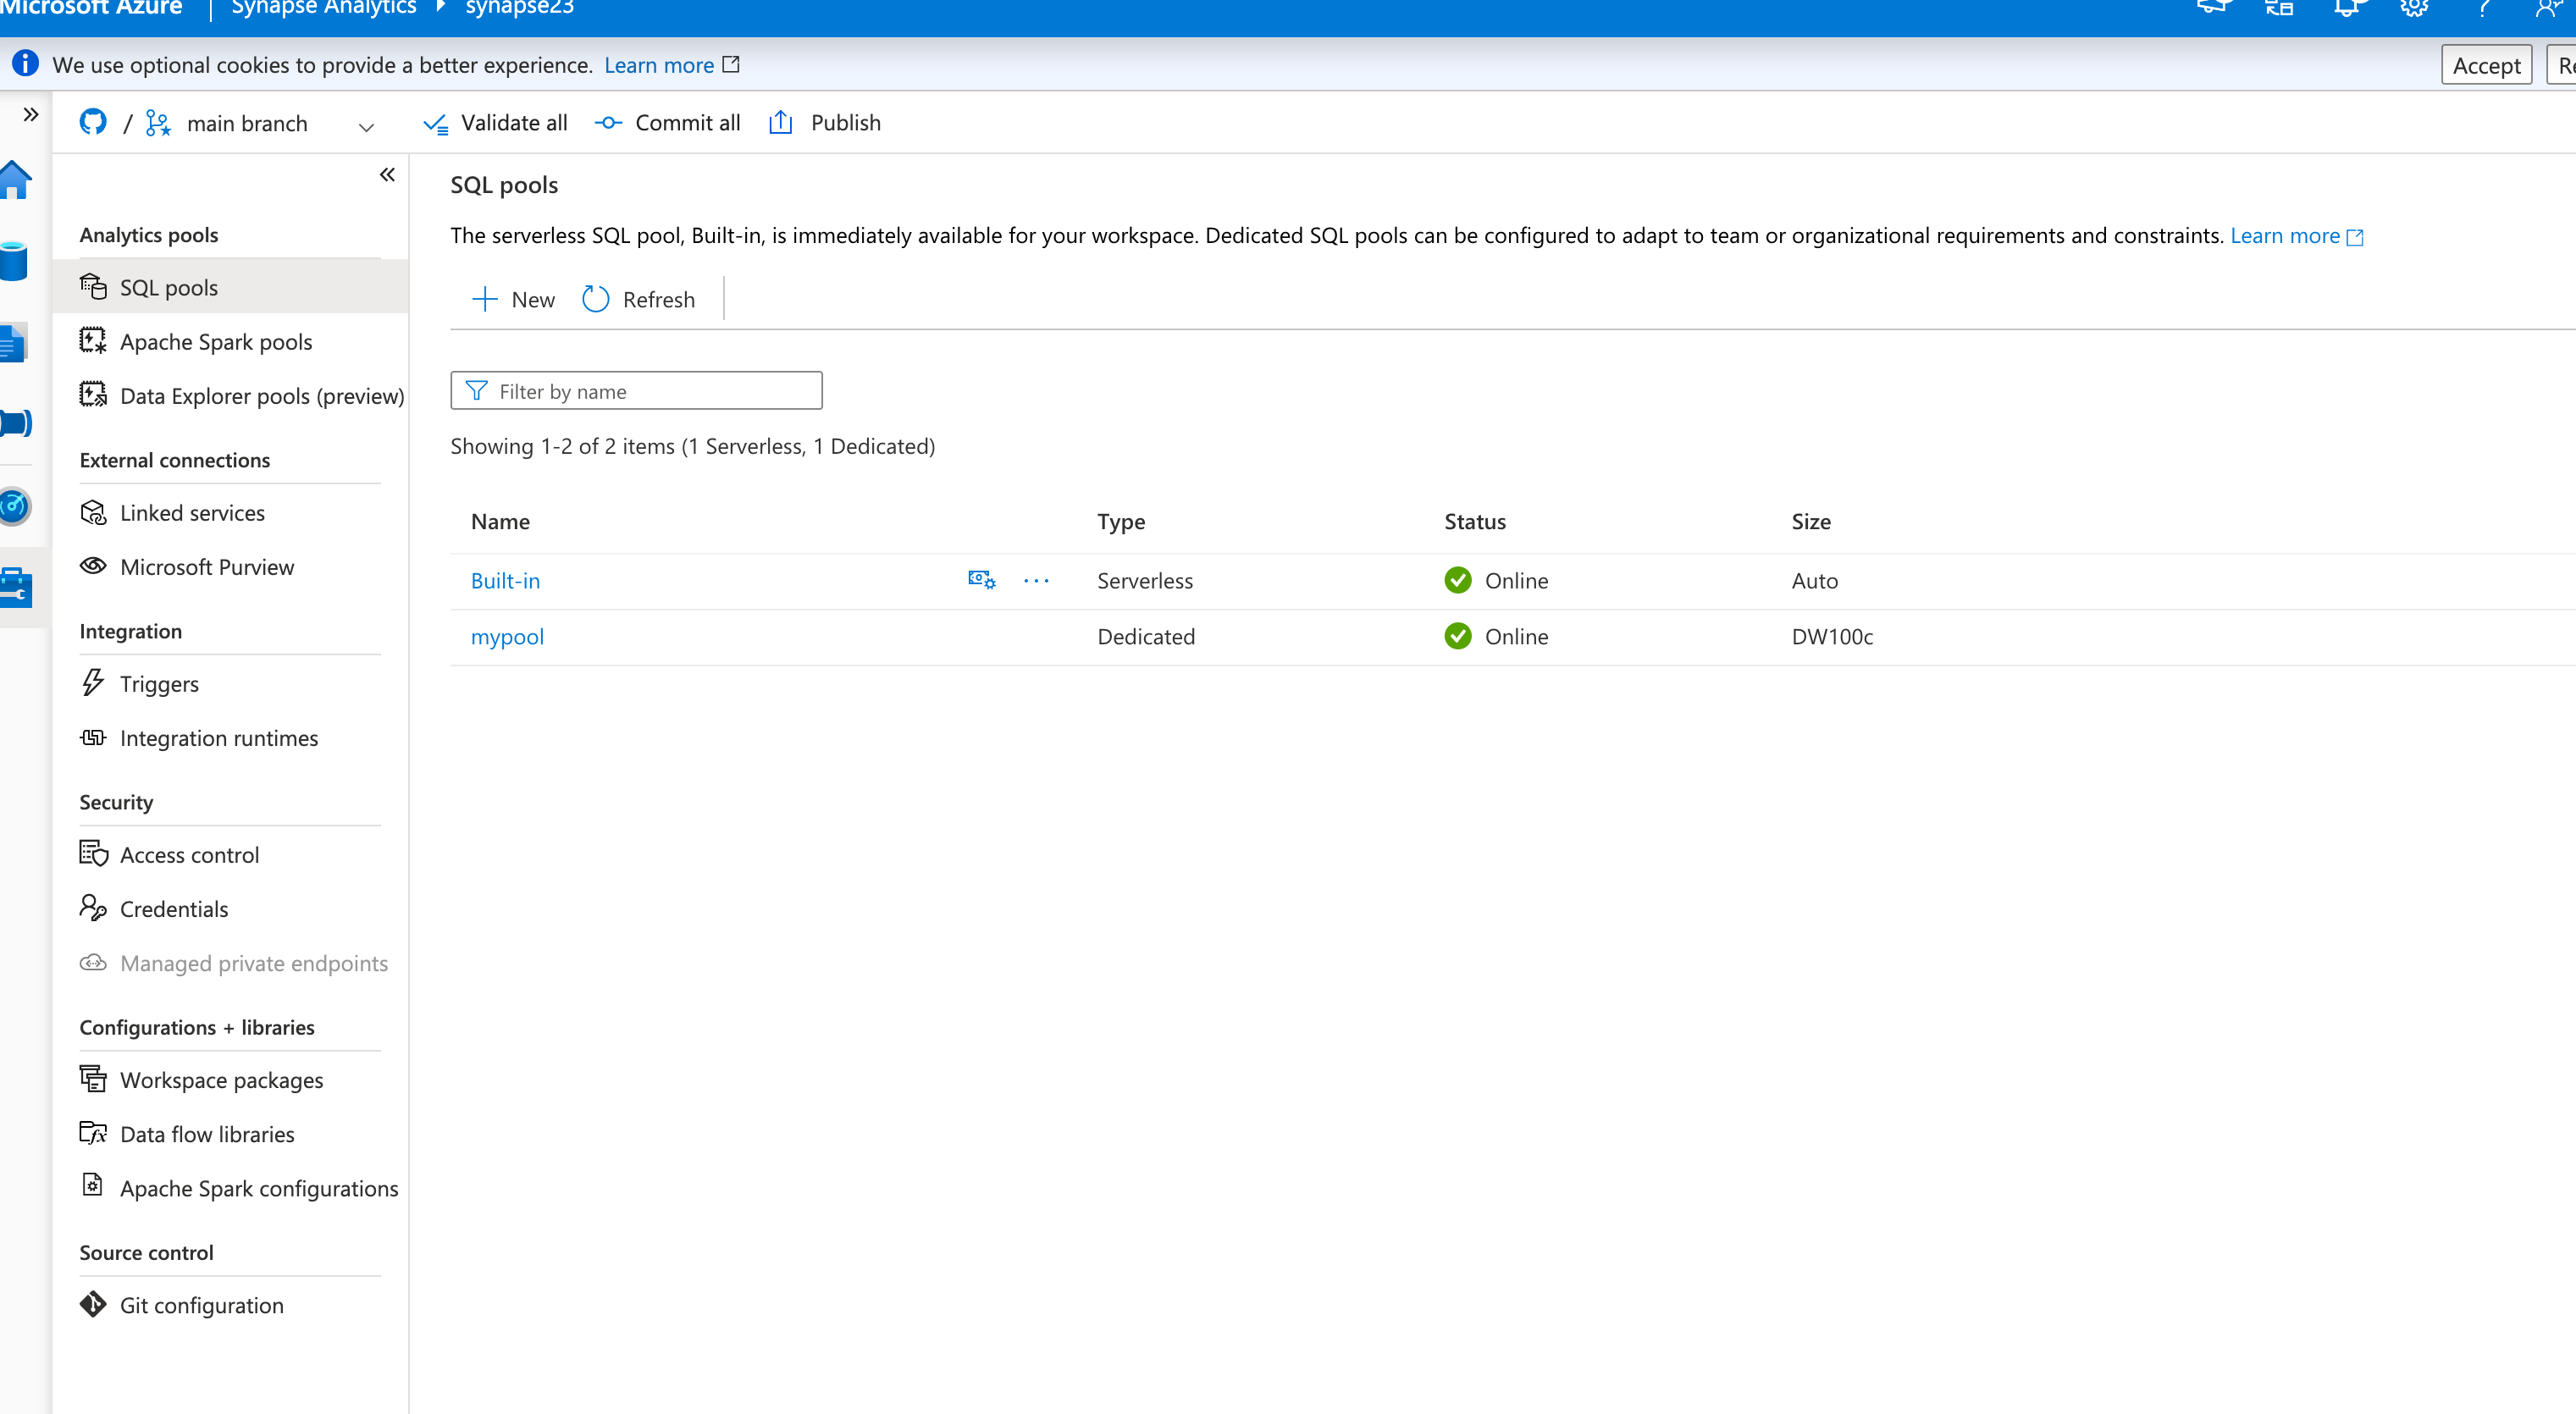 Microsoft Azure
Synapse Analytics
synapse23
We use optional cookies to provide a better experience. Learn more
Accept
/ main branch
Validate all
Commit all
Publish
SQL pools
The serverless SQL pool, Built-in, is immediately available for your workspace. Dedicated SQL pools can be configured to adapt to team or organizational requirements and constraints. Learn more
New
Refresh
Filter by name
Showing 1-2 of 2 items (1 Serverless, 1 Dedicated)
Name Type Status Size
Built-in ··· Serverless Online Auto
mypool Dedicated Online DW100c
Analytics pools
SQL pools
Apache Spark pools
Data Explorer pools (preview)
External connections
Linked services
Microsoft Purview
Integration
Triggers
Integration runtimes
Security
Access control
Credentials
Managed private endpoints
Configurations + libraries
Workspace packages
Data flow libraries
Apache Spark configurations
Source control
Git configuration